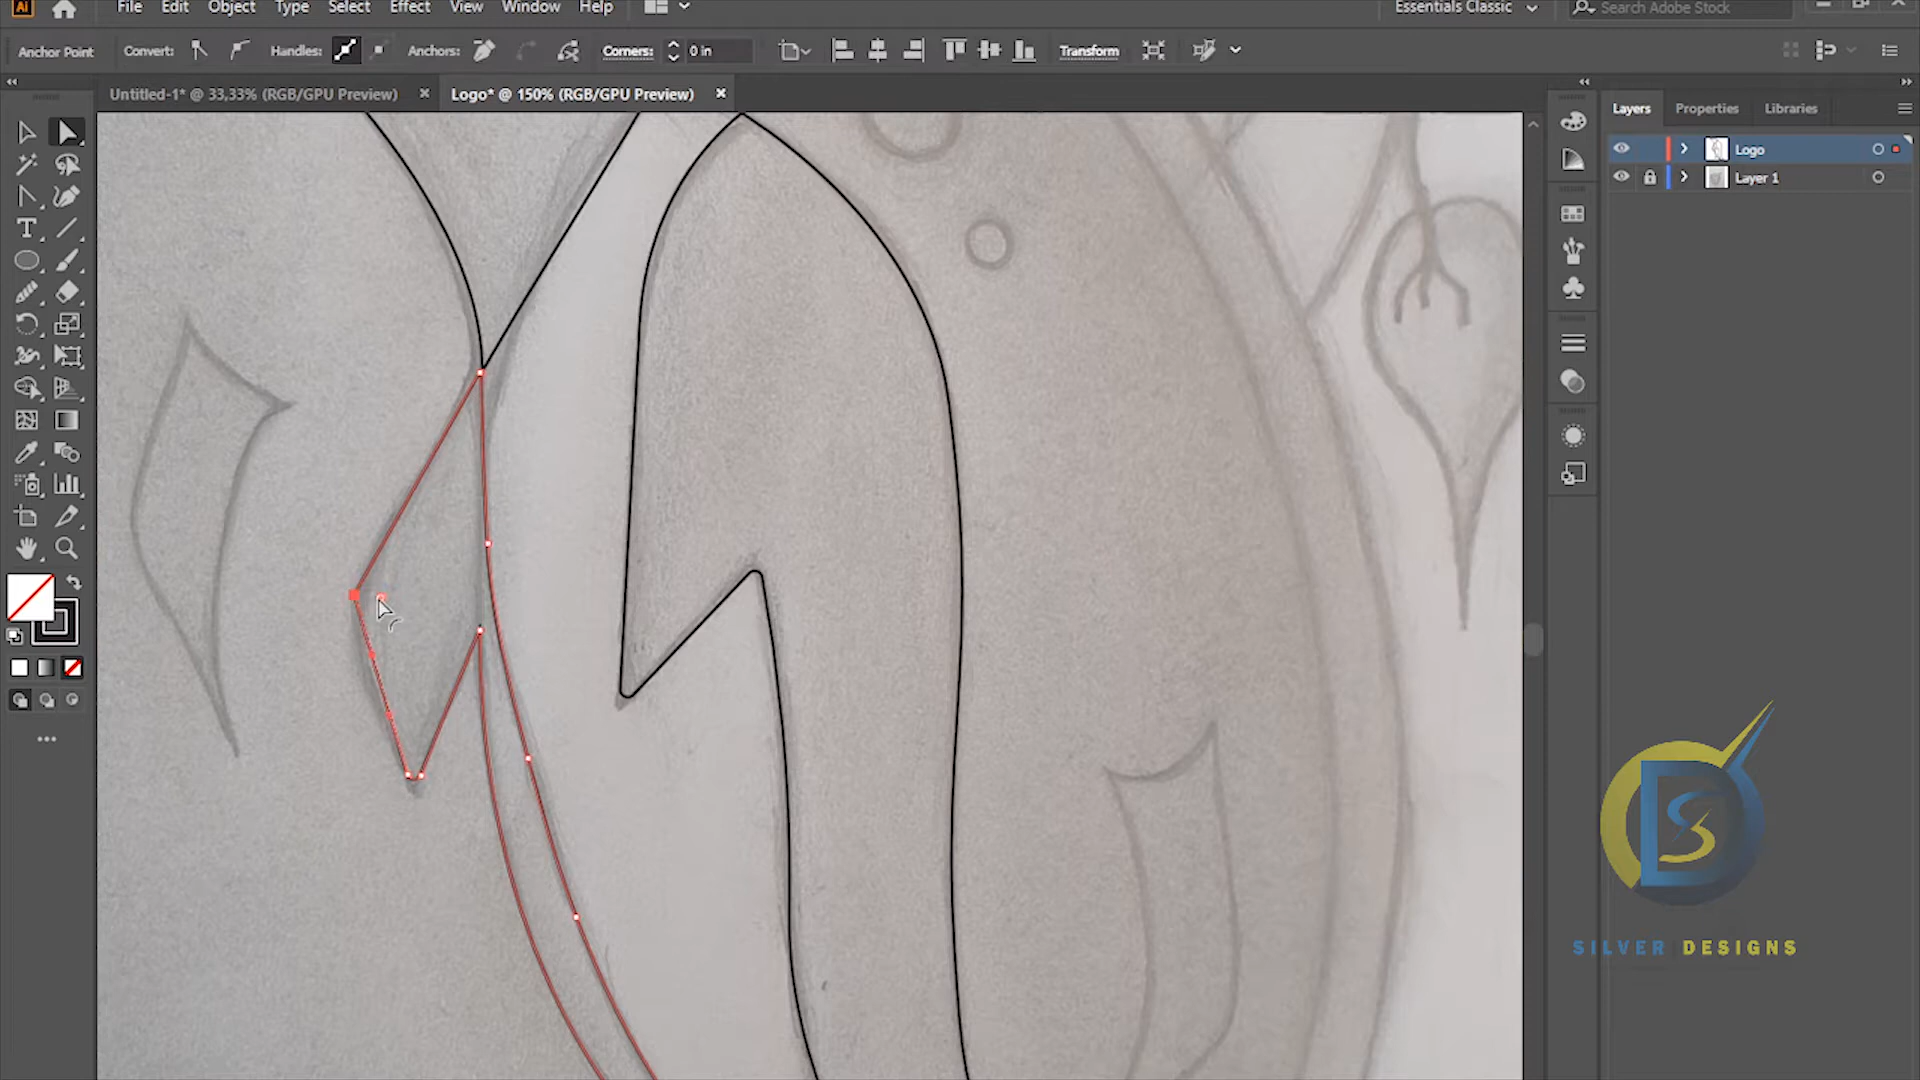 Ai File Edit Object Type Select Effect View Window Help Essentials Classic Search Adobe Stock
Anchor Point Convert: Handles: Anchors: Corners: 0 in Transform
Untitled-1* @ 33,33% (RGB/GPU Preview) Logo* @ 150% (RGB/GPU Preview)
Layers Properties Libraries
Logo
Layer 1
SILVER DESIGNS